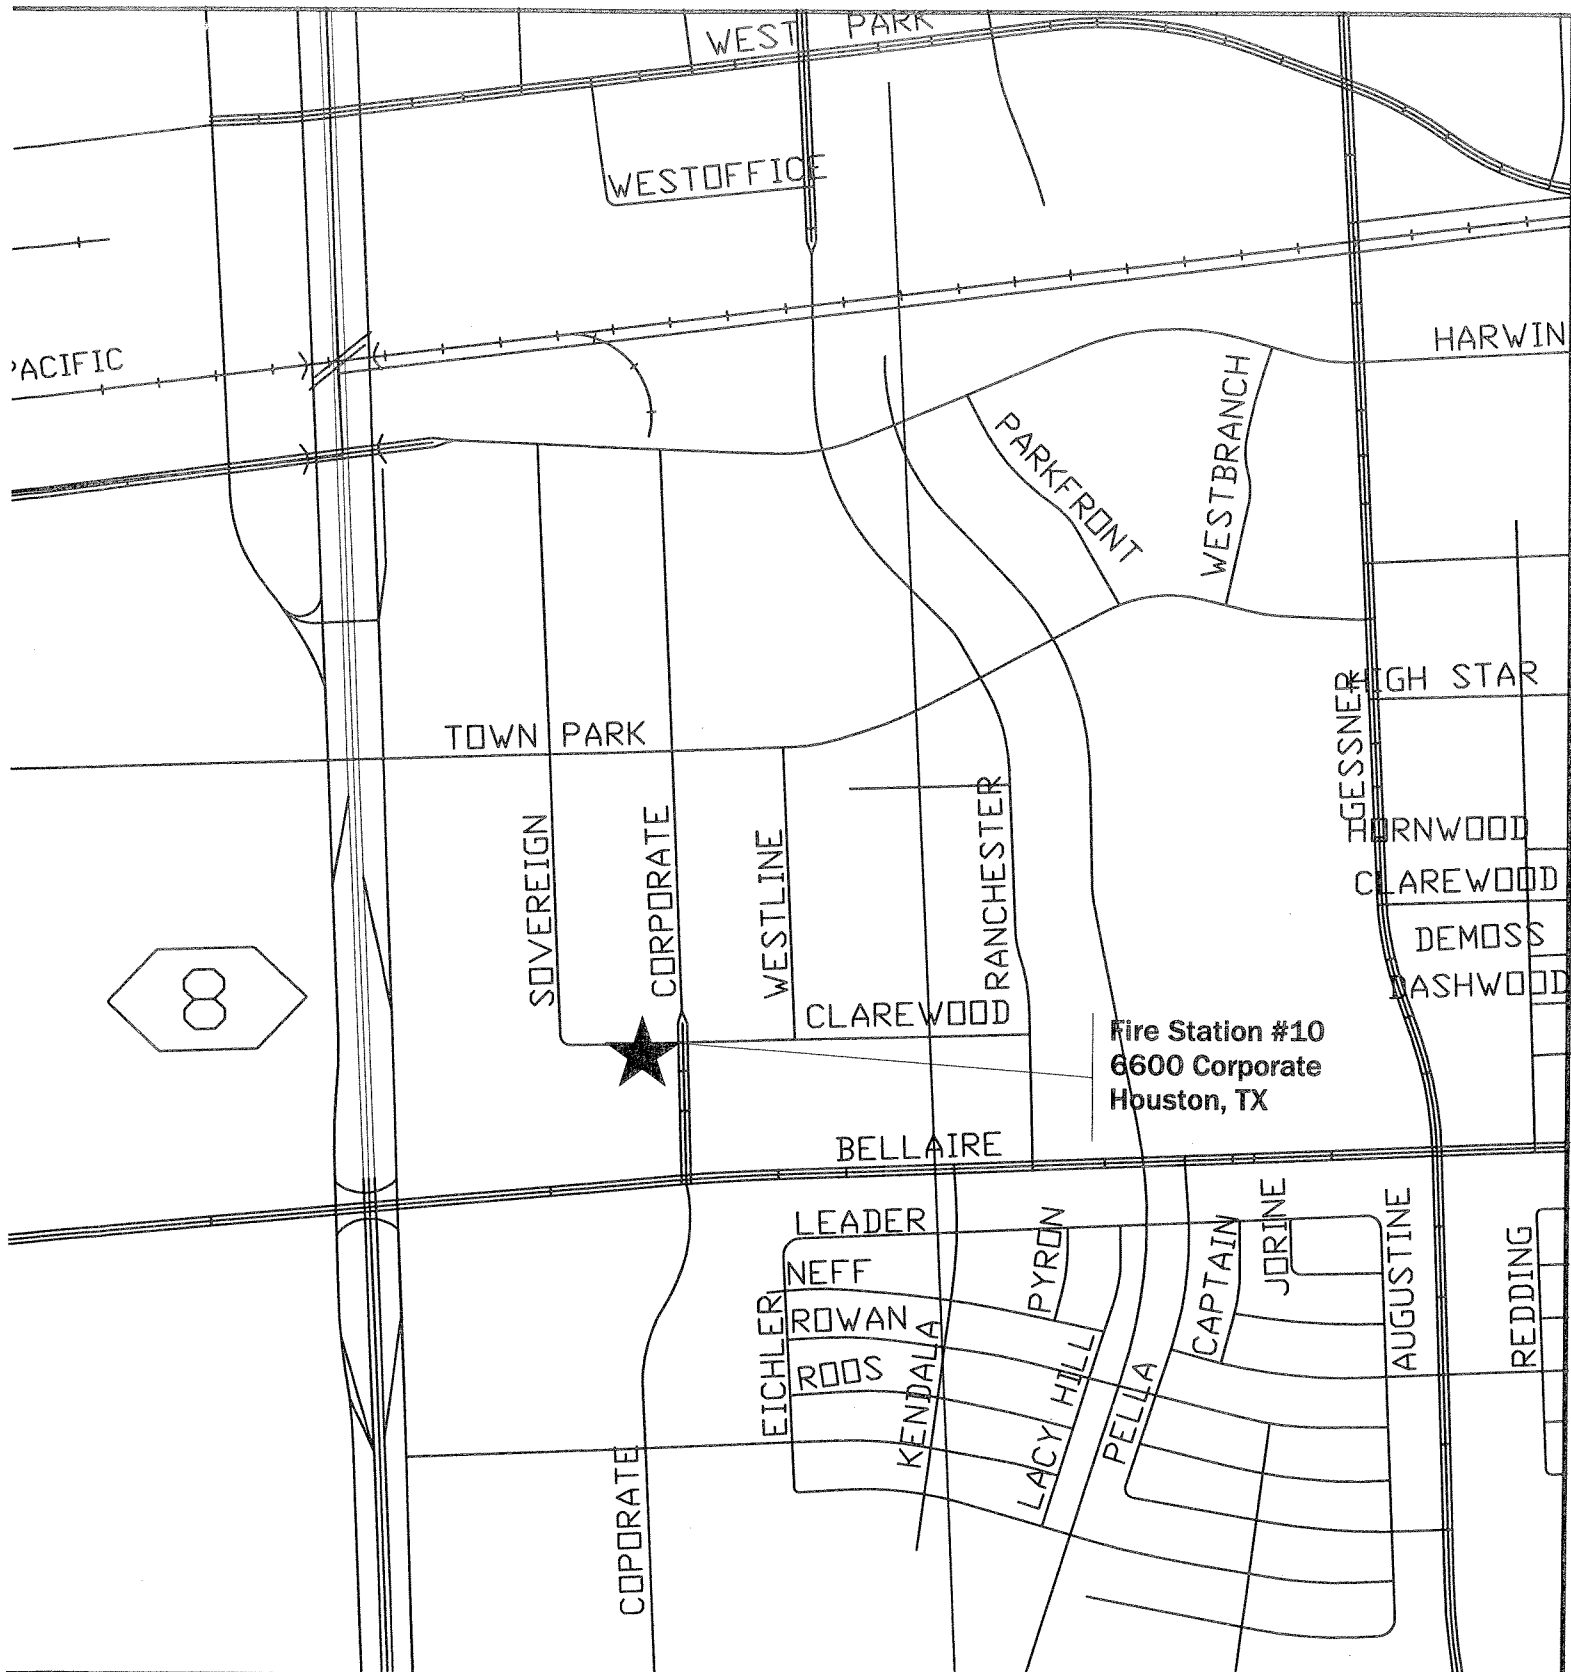 WEST PARK
WESTOFFICE
PACIFIC
HARWIN
PARKFRONT
WESTBRANCH
HIGH STAR
GESSNER
TOWN PARK
SOVEREIGN
CORPORATE
WESTLINE
RANCHESTER
HORNWOOD
CLAREWOOD
DEMOSS
DASHWOOD
8
CLAREWOOD
Fire Station #10
6600 Corporate
Houston, TX
BELLAIRE
LEADER
NEFF
ROWAN
ROOS
EICHLER
KENDALA
PYRON
LACY HILL
PELLA
CAPTAIN
JORINE
AUGUSTINE
REDDING
COPORATE